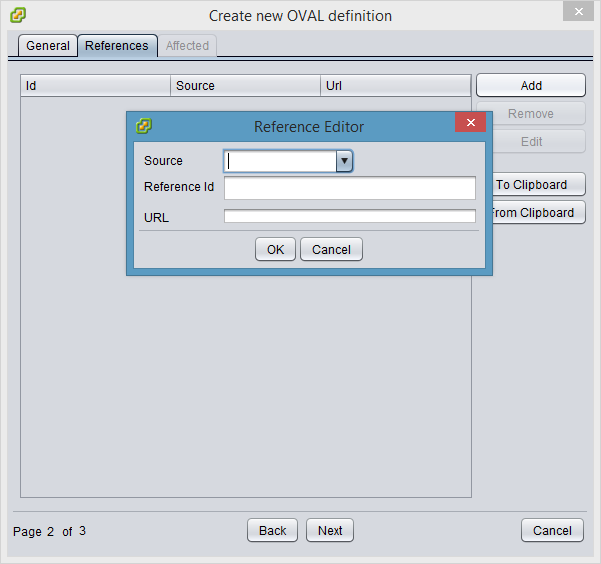 Create new OVAL definition
General References Affected
Id Source Url
Add
Remove
Edit
To Clipboard
From Clipboard
Reference Editor
Source
Reference Id
URL
OK Cancel
Page 2 of 3
Back Next
Cancel